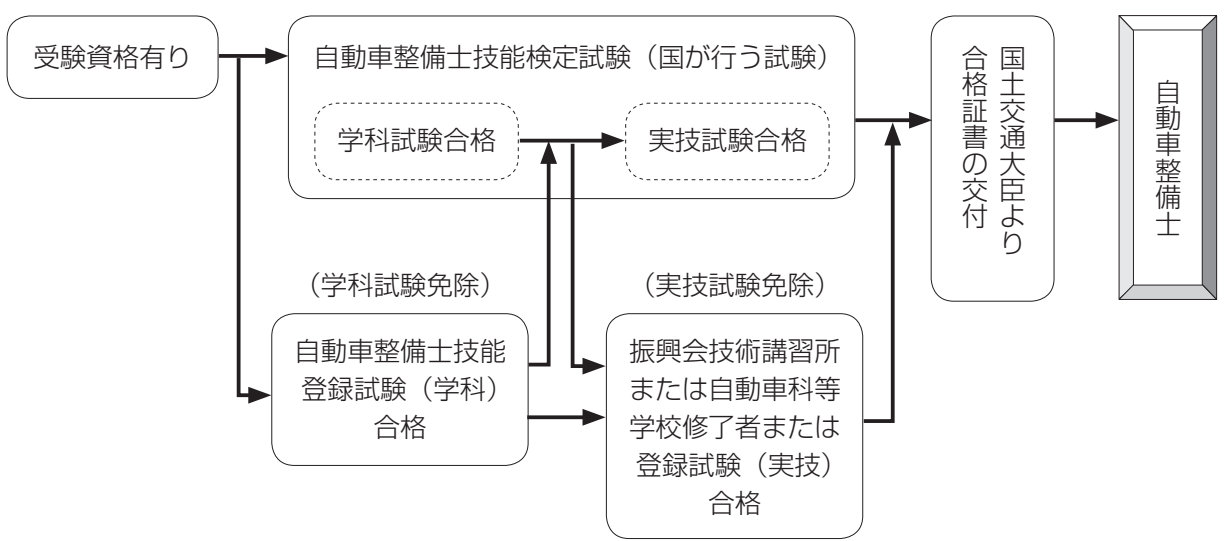 受験資格有り
自動車整備士技能検定試験（国が行う試験）
学科試験合格
実技試験合格
国土交通大臣より
合格証書の交付
自動車整備士
（学科試験免除）
（実技試験免除）
自動車整備士技能
登録試験（学科）
合格
振興会技術講習所
または自動車科等
学校修了者または
登録試験（実技）
合格